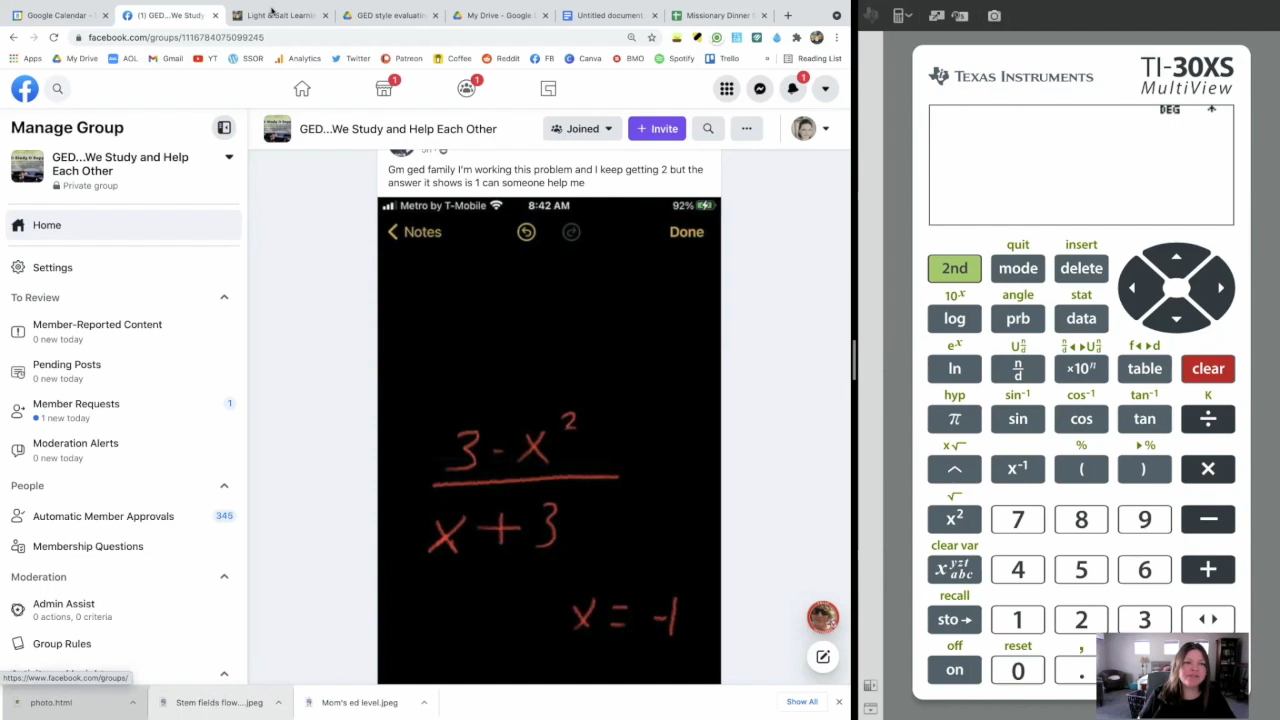 Google Calendar -
(1) GED...We Study
Light & Salt Learnin
GED style evaluatin
My Drive - Google
Untitled document
Missionary Dinner
facebook.com/groups/1116784075099245
Apps
My Drive
AOL
Gmail
YT
SSOR
Analytics
Twitter
Patreon
Coffee
Reddit
FB
Canva
BMO
Spotify
Trello
»
Reading List
1
1
1
Manage Group
GED...We Study and Help Each Other
Joined
+ Invite
GED...We Study and Help
Each Other
Private group
Home
Settings
To Review
Member-Reported Content
0 new today
Pending Posts
0 new today
Member Requests
1
1 new today
Moderation Alerts
0 new today
People
Automatic Member Approvals
345
Membership Questions
Moderation
Admin Assist
0 actions, 0 criteria
Group Rules
https://www.facebook.com/groups/
Gm ged family I'm working this problem and I keep getting 2 but the
answer it shows is 1 can someone help me
Metro by T-Mobile 8:42 AM 92%
Notes
Done
3 - x²
x + 3
x = -1
photo.html
Stem fields flow....jpeg
Mom's ed level.jpeg
Show All
TEXAS INSTRUMENTS
TI-30XS
MultiView
DEG
quit insert
2nd mode delete
10ˣ angle stat
log prb data
eˣ U n/d n/d ◄► U n/d f◄►d
ln n/d ×10ⁿ table clear
hyp sin⁻¹ cos⁻¹ tan⁻¹ K
π sin cos tan ÷
x√ % ►%
^ x⁻¹ ( ) ×
√
x² 7 8 9 −
clear var
x yzt abc 4 5 6 +
recall
sto→ 1 2 3
off reset ,
on 0 .